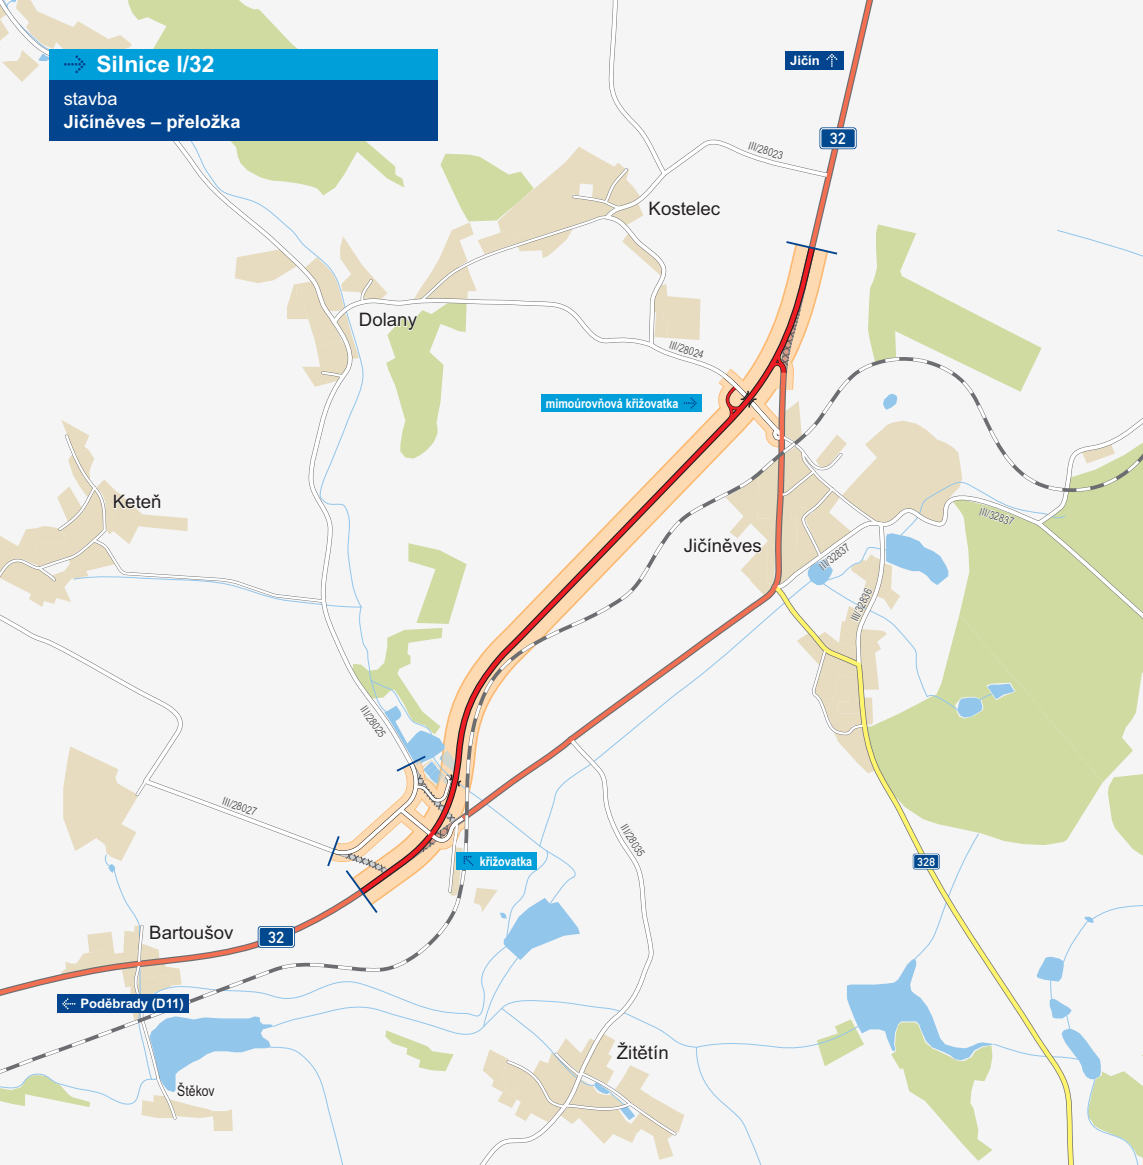 Silnice I/32
stavba
Jičíněves – přeložka
Jičín
32
III/28023
Kostelec
Dolany
III/28024
mimoúrovňová křižovatka
Keteň
Jičíněves
III/32837
III/32837
III/32836
III/28025
III/28027
III/28035
křižovatka
328
Bartoušov
32
Poděbrady (D11)
Žitětín
Štěkov